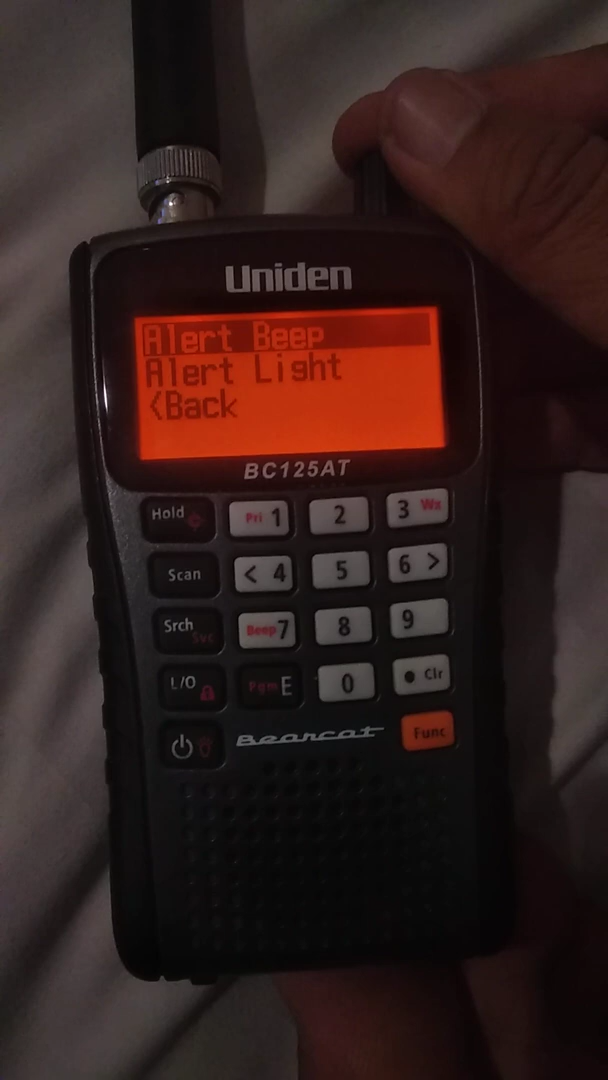 Uniden
Alert Beep
Alert Light
<Back
BC125AT
Hold Pri 1 2 3 Wx
Scan < 4 5 6 >
Srch Svc Beep 7 8 9
L/O Pgm E 0 • Clr
Bearcat Func